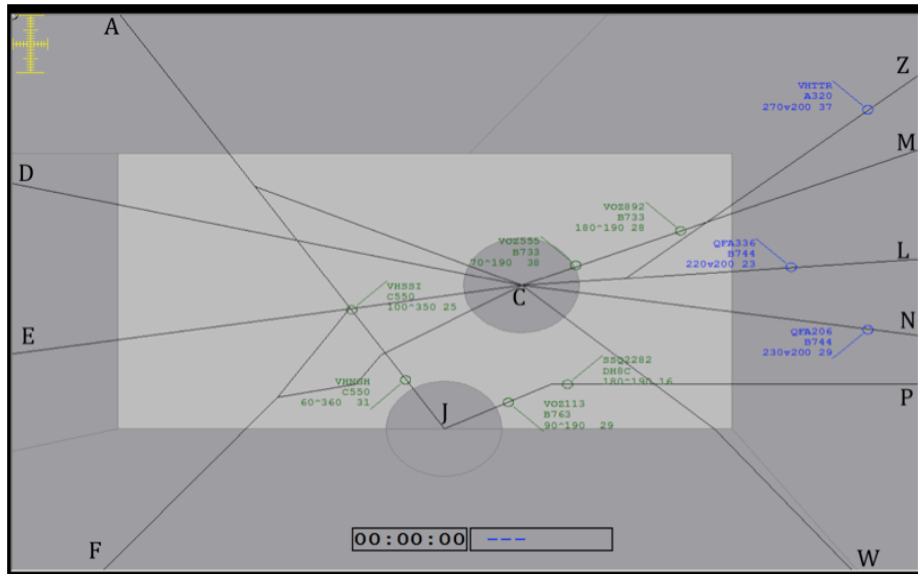 A
Z
VHTTR
A320
270v200 37
M
D
VOZ892
B733
180^190 28
VOZ555
B733
70^190 38
QFA336
B744
220v200 23
L
VHSSI
C550
100^350 25
C
N
E
QFA206
B744
230v200 29
SSQ2282
DH8C
180^190 16
P
C550
60^360 31
J
VOZ113
B763
90^190 29
00:00:00
---
F
W